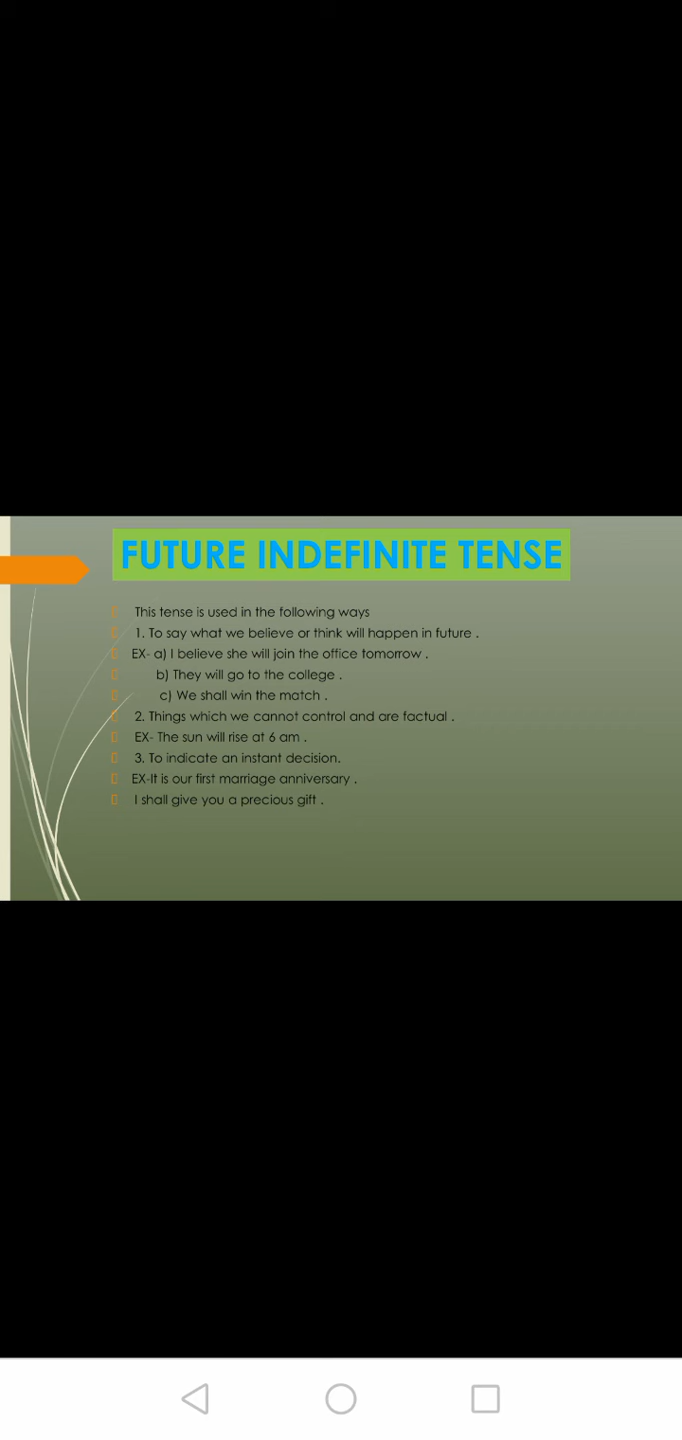 FUTURE INDEFINITE TENSE
This tense is used in the following ways
1. To say what we believe or think will happen in future .
EX- a) I believe she will join the office tomorrow .
b) They will go to the college .
c) We shall win the match .
2. Things which we cannot control and are factual .
EX- The sun will rise at 6 am .
3. To indicate an instant decision.
EX-It is our first marriage anniversary .
I shall give you a precious gift .